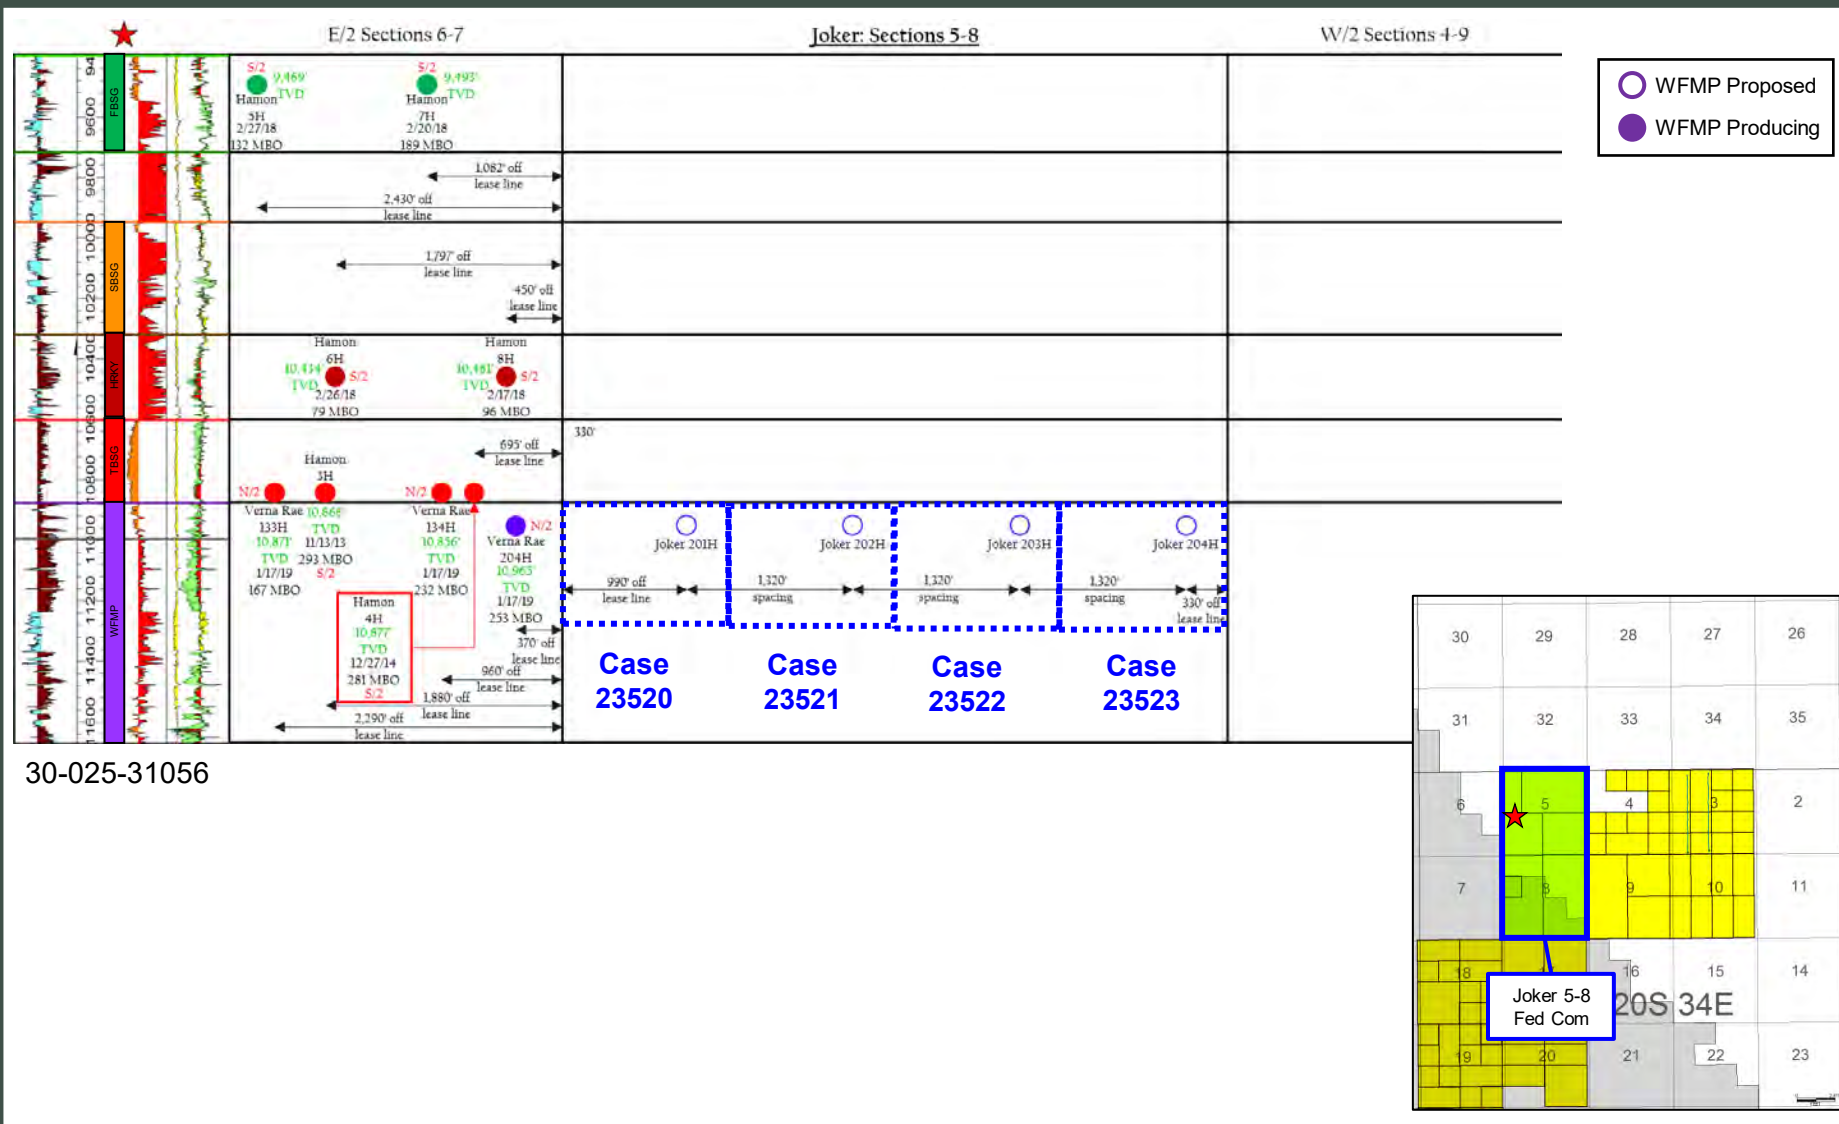 E/2 Sections 6-7
Joker: Sections 5-8
W/2 Sections 4-9
WFMP Proposed
WFMP Producing
94
9600
9800
10000
10200
10400
10600
10800
11000
11200
11400
11600
FBSG
SBSG
HRKY
TBSG
WFMP
S/2
9,469'
TVD
Hamon
5H
2/27/18
132 MBO
S/2
9,493'
TVD
Hamon
7H
2/20/18
189 MBO
1,082' off
lease line
2,430' off
lease line
1,797' off
lease line
450' off
lease line
Hamon
6H
10,434'
TVD
S/2
2/26/18
79 MBO
Hamon
8H
10,481'
TVD
S/2
2/17/18
96 MBO
695' off
lease line
330'
Hamon
3H
N/2
N/2
Verna Rae
133H
10,871'
TVD
1/17/19
167 MBO
10,868'
TVD
11/13/13
293 MBO
S/2
Verna Rae
134H
10,856'
TVD
1/17/19
232 MBO
N/2
Verna Rae
204H
10,965'
TVD
1/17/19
253 MBO
Hamon
4H
10,877'
TVD
12/27/14
281 MBO
S/2
370' off
lease line
960' off
lease line
1,880' off
lease line
2,290' off
lease line
Joker 201H
Joker 202H
Joker 203H
Joker 204H
990' off
lease line
1,320'
spacing
1,320'
spacing
1,320'
spacing
330' off
lease line
Case
23520
Case
23521
Case
23522
Case
23523
30-025-31056
30 29 28 27 26
31 32 33 34 35
6 5 4 3 2
7 8 9 10 11
18 16 15 14
20S 34E
Joker 5-8
Fed Com
19 20 21 22 23